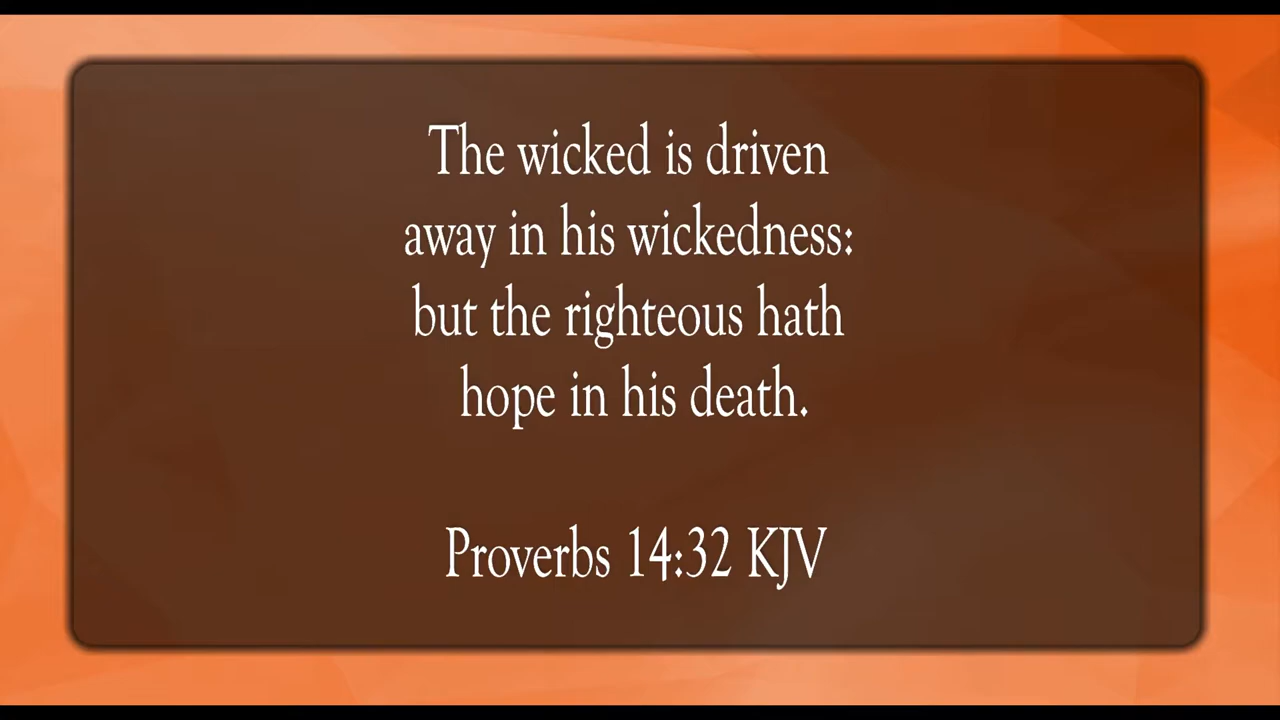 The wicked is driven
away in his wickedness:
but the righteous hath
hope in his death.
Proverbs 14:32 KJV